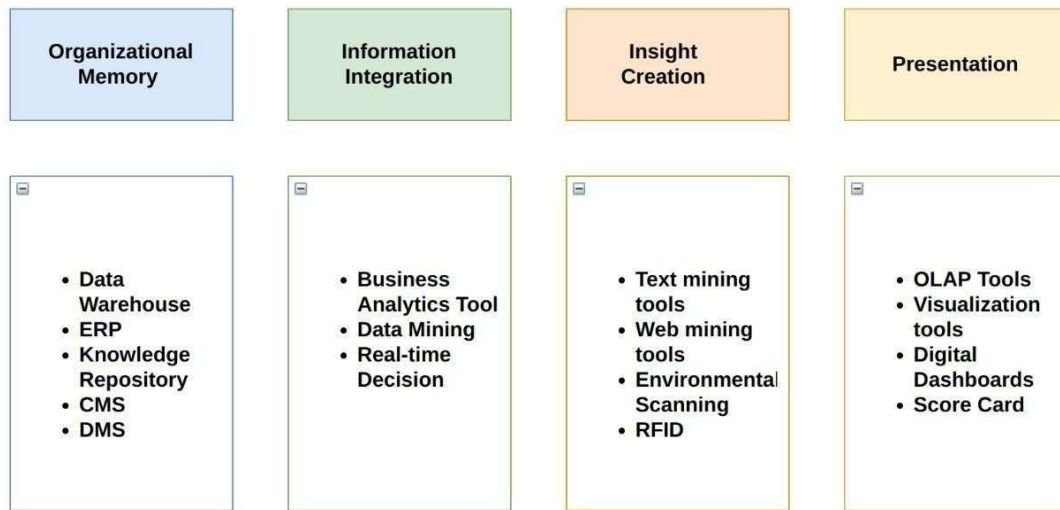 Organizational
Memory
Information
Integration
Insight
Creation
Presentation
• Data
Warehouse
• ERP
• Knowledge
Repository
• CMS
• DMS
• Business
Analytics Tool
• Data Mining
• Real-time
Decision
• Text mining
tools
• Web mining
tools
• Environmental
Scanning
• RFID
• OLAP Tools
• Visualization
tools
• Digital
Dashboards
• Score Card